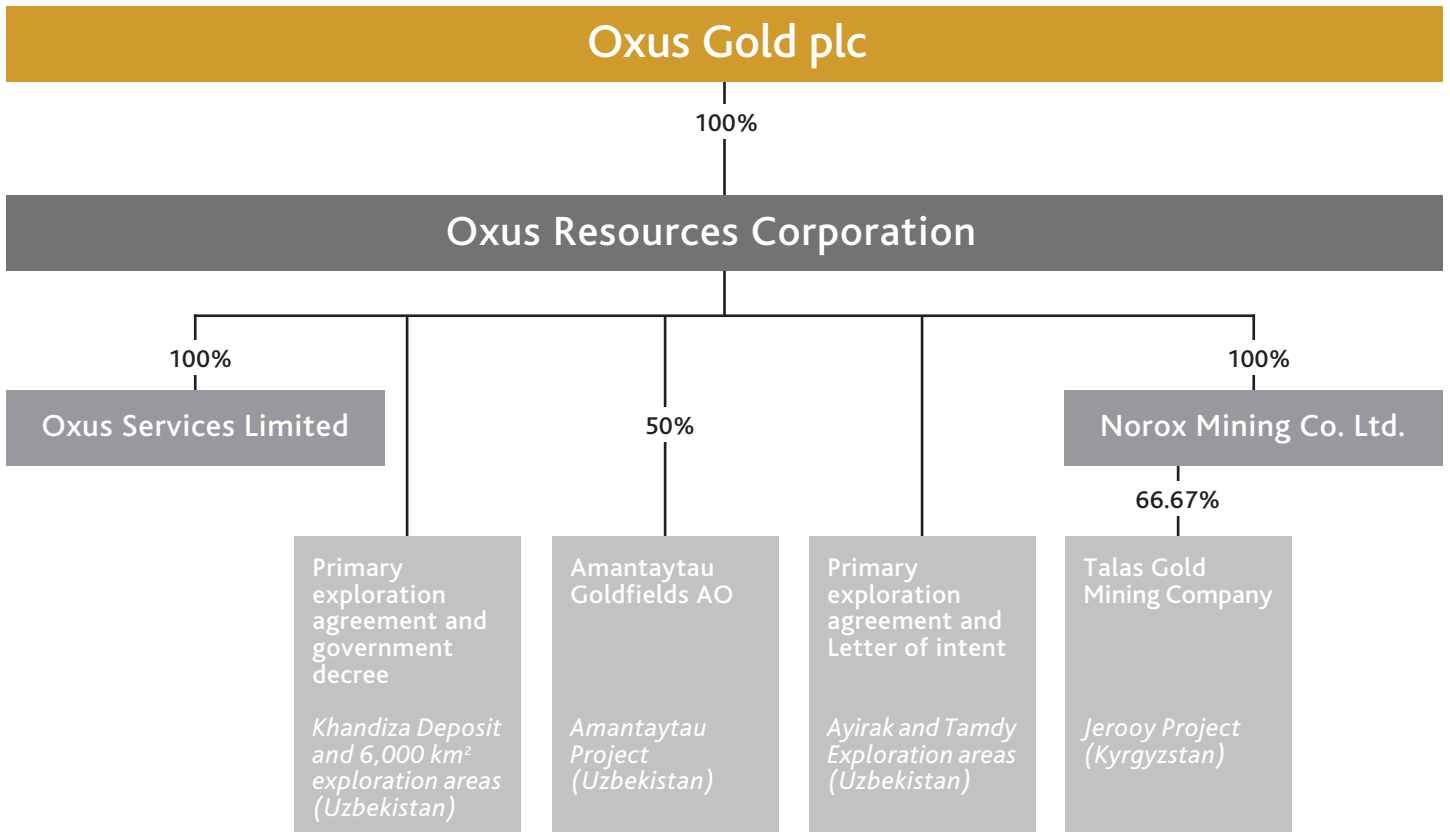 Oxus Gold plc
100%
Oxus Resources Corporation
100%
100%
Oxus Services Limited
50%
Norox Mining Co. Ltd.
66.67%
Primary
exploration
agreement and
government
decree
Khandiza Deposit
and 6,000 km²
exploration areas
(Uzbekistan)
Amantaytau
Goldfields AO
Amantaytau
Project
(Uzbekistan)
Primary
exploration
agreement and
Letter of intent
Ayirak and Tamdy
Exploration areas
(Uzbekistan)
Talas Gold
Mining Company
Jerooy Project
(Kyrgyzstan)